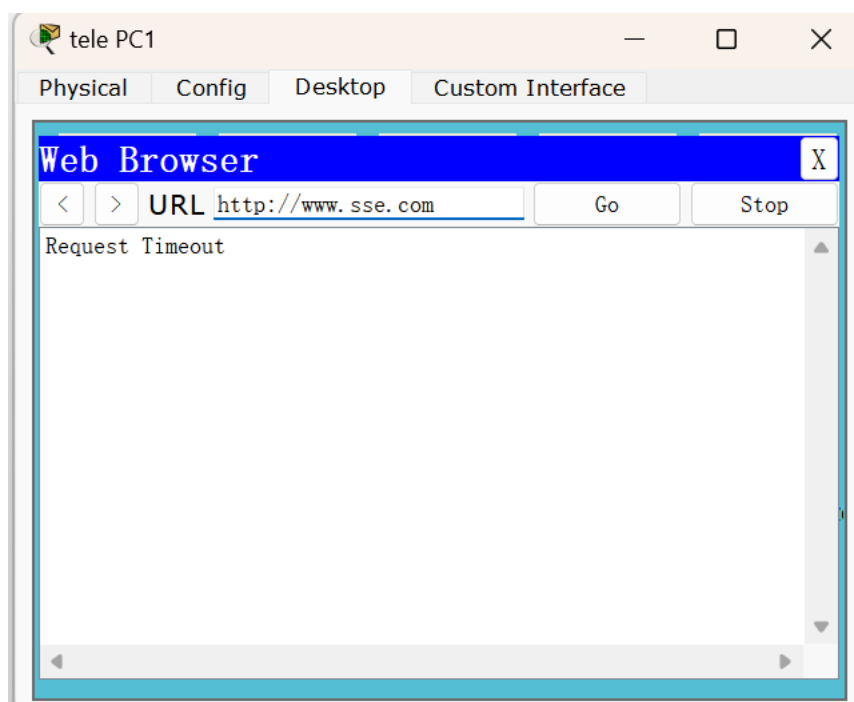 tele PC1
Physical Config Desktop Custom Interface
Web Browser X
< > URL http://www.sse.com Go Stop
Request Timeout